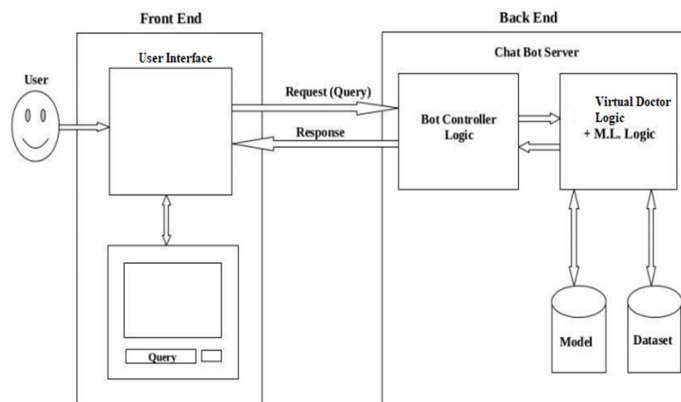 Front End
Back End
User Interface
Chat Bot Server
User
Request (Query)
Response
Bot Controller
Logic
Virtual Doctor
Logic
+ M.L. Logic
Query
Model
Dataset